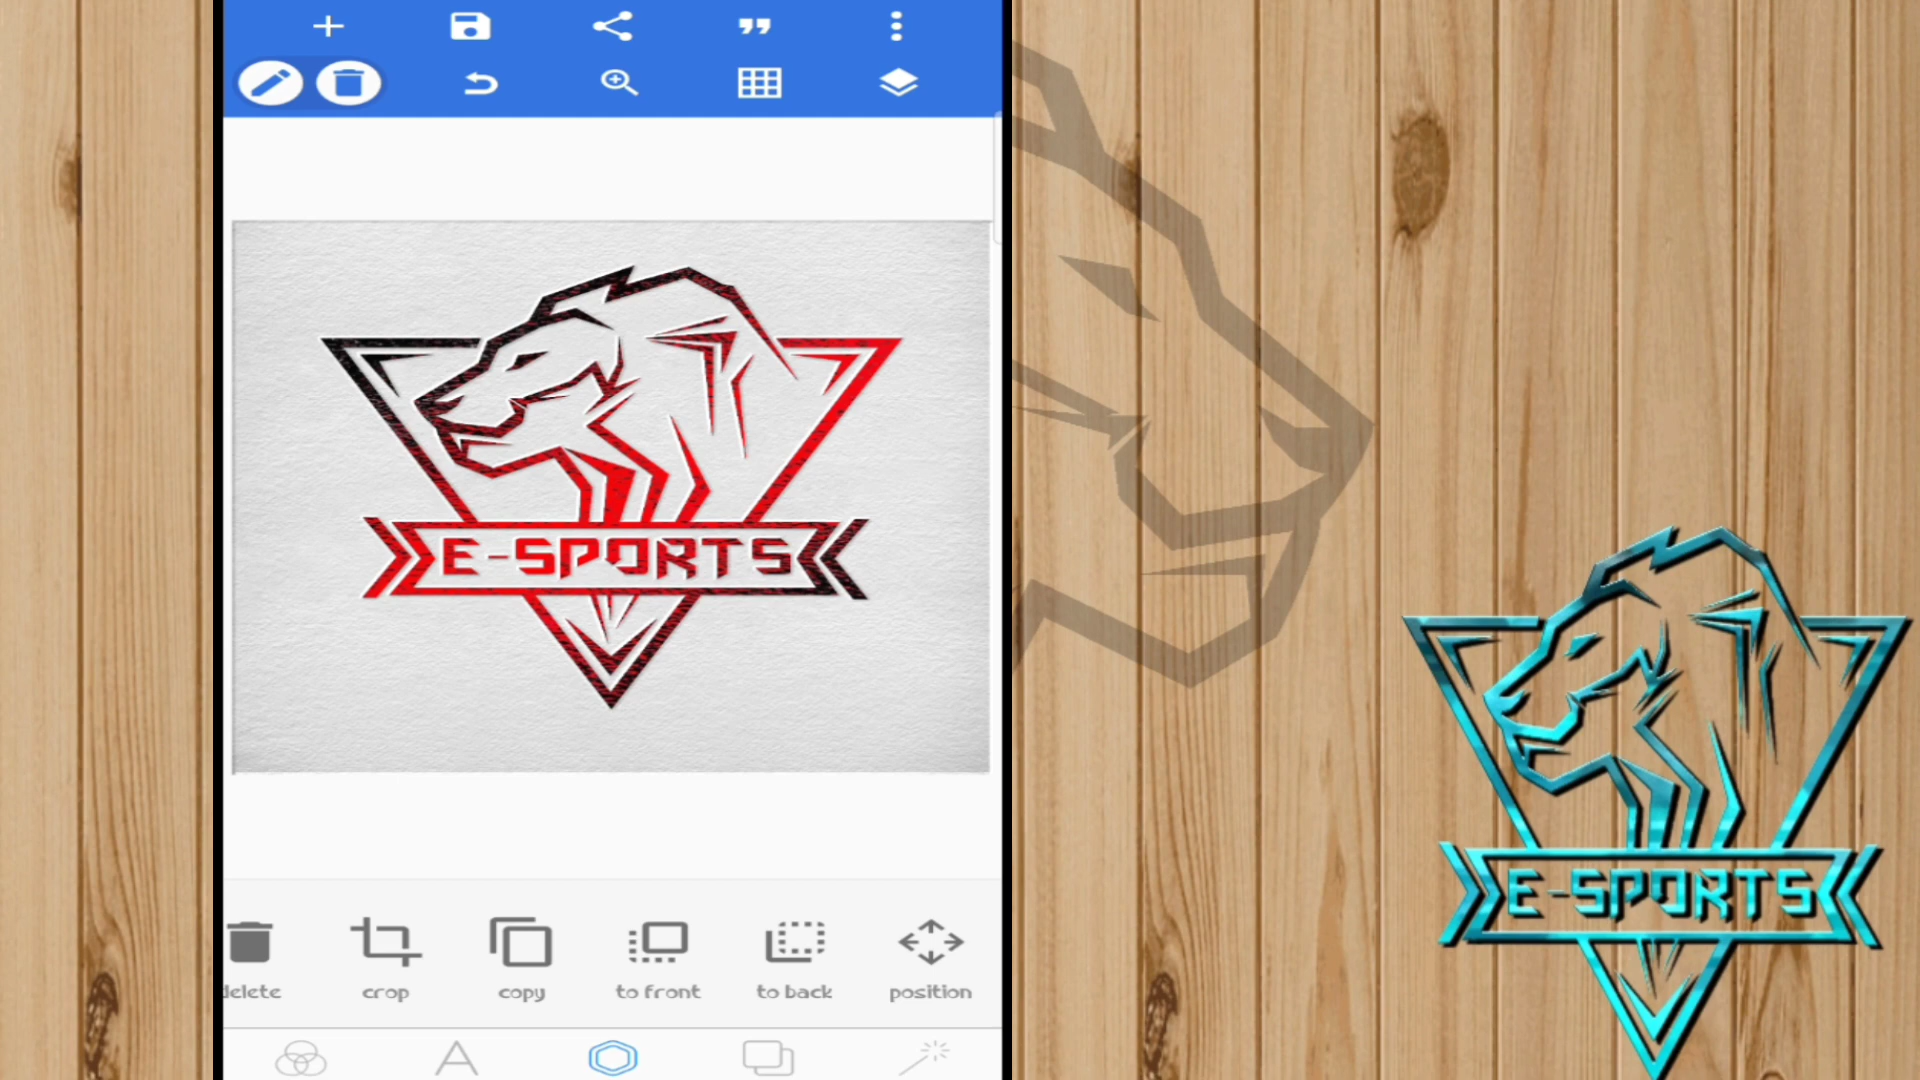 E-SPORTS
delete
crop
copy
to front
to back
position
E-SPORTS